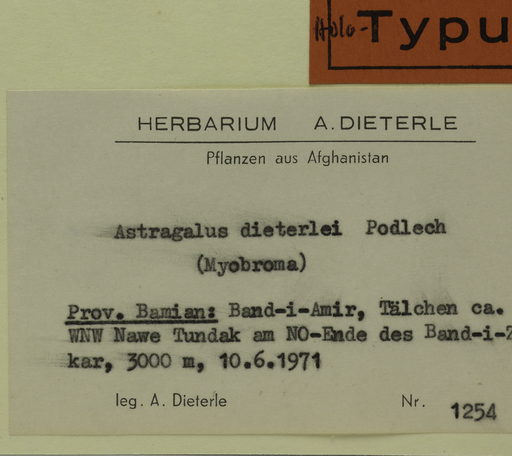 Holo-Typu
HERBARIUM A. DIETERLE
Pflanzen aus Afghanistan
Astragalus dieterlei Podlech
(Myobroma)
Prov. Bamian: Band-i-Amir, Tälchen ca.
WNW Nawe Tundak am NO-Ende des Band-i-Z
kar, 3000 m, 10.6.1971
leg. A. Dieterle Nr. 1254